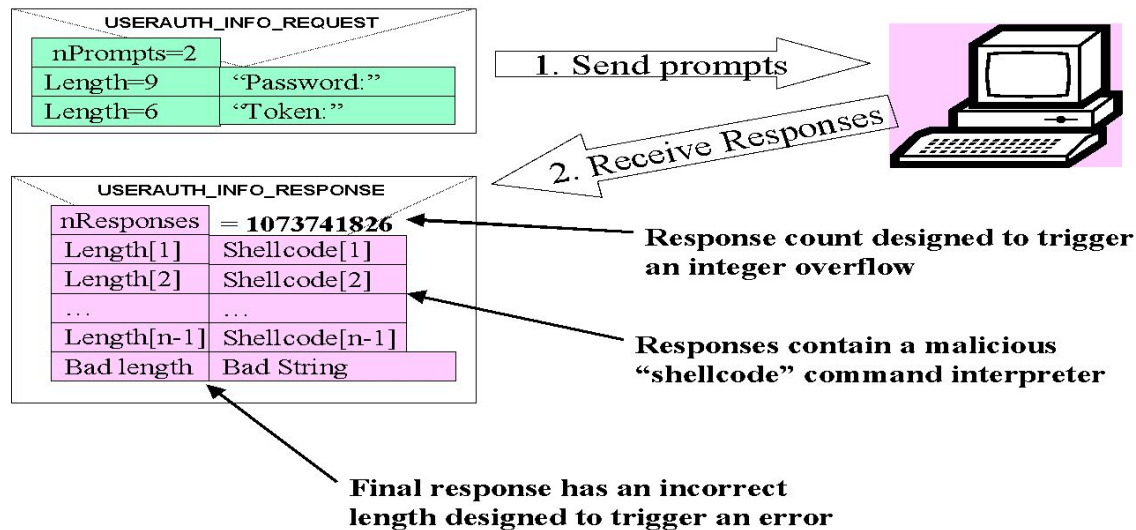 USERAUTH_INFO_REQUEST
nPrompts=2
Length=9 “Password:”
Length=6 “Token:”
1. Send prompts
2. Receive Responses
USERAUTH_INFO_RESPONSE
nResponses = 1073741826
Length[1] Shellcode[1]
Length[2] Shellcode[2]
... ...
Length[n-1] Shellcode[n-1]
Bad length Bad String
Response count designed to trigger
an integer overflow
Responses contain a malicious
“shellcode” command interpreter
Final response has an incorrect
length designed to trigger an error